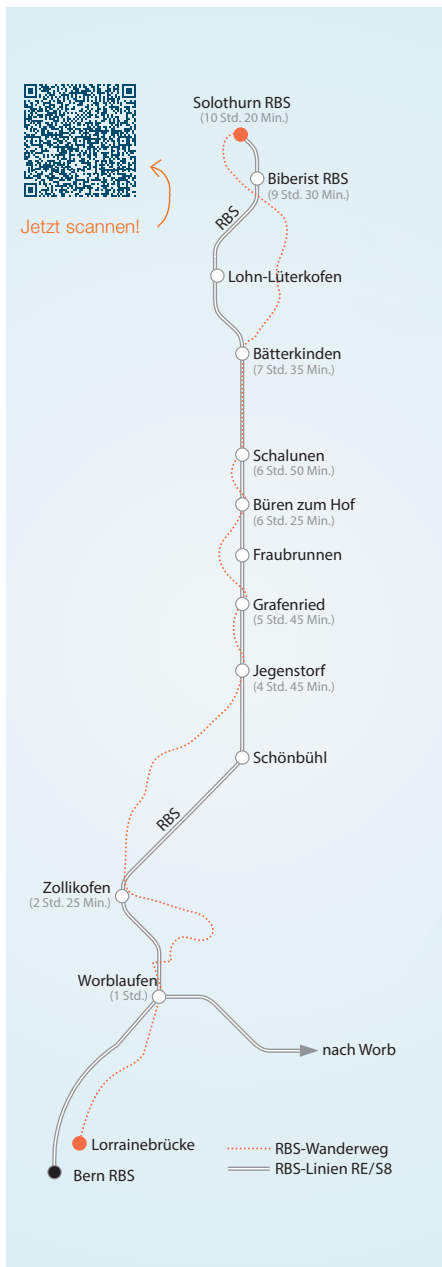 Solothurn RBS
(10 Std. 20 Min.)
Biberist RBS
(9 Std. 30 Min.)
Jetzt scannen!
RBS
Lohn-Lüterkofen
Bätterkinden
(7 Std. 35 Min.)
Schalunen
(6 Std. 50 Min.)
Büren zum Hof
(6 Std. 25 Min.)
Fraubrunnen
Grafenried
(5 Std. 45 Min.)
Jegenstorf
(4 Std. 45 Min.)
Schönbühl
RBS
Zollikofen
(2 Std. 25 Min.)
Worblaufen
(1 Std.)
nach Worb
Lorrainebrücke
Bern RBS
RBS-Wanderweg
RBS-Linien RE/S8